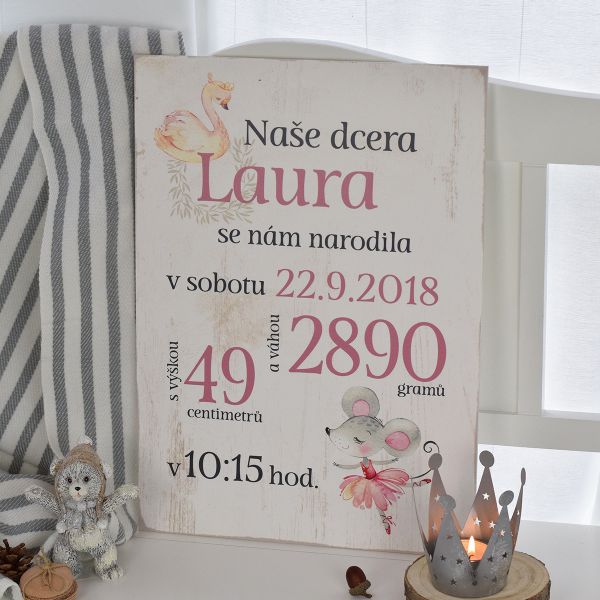 Naše dcera
Laura
se nám narodila
v sobotu 22.9.2018
s výškou 49 centimetrů
a váhou 2890 gramů
v 10:15 hod.